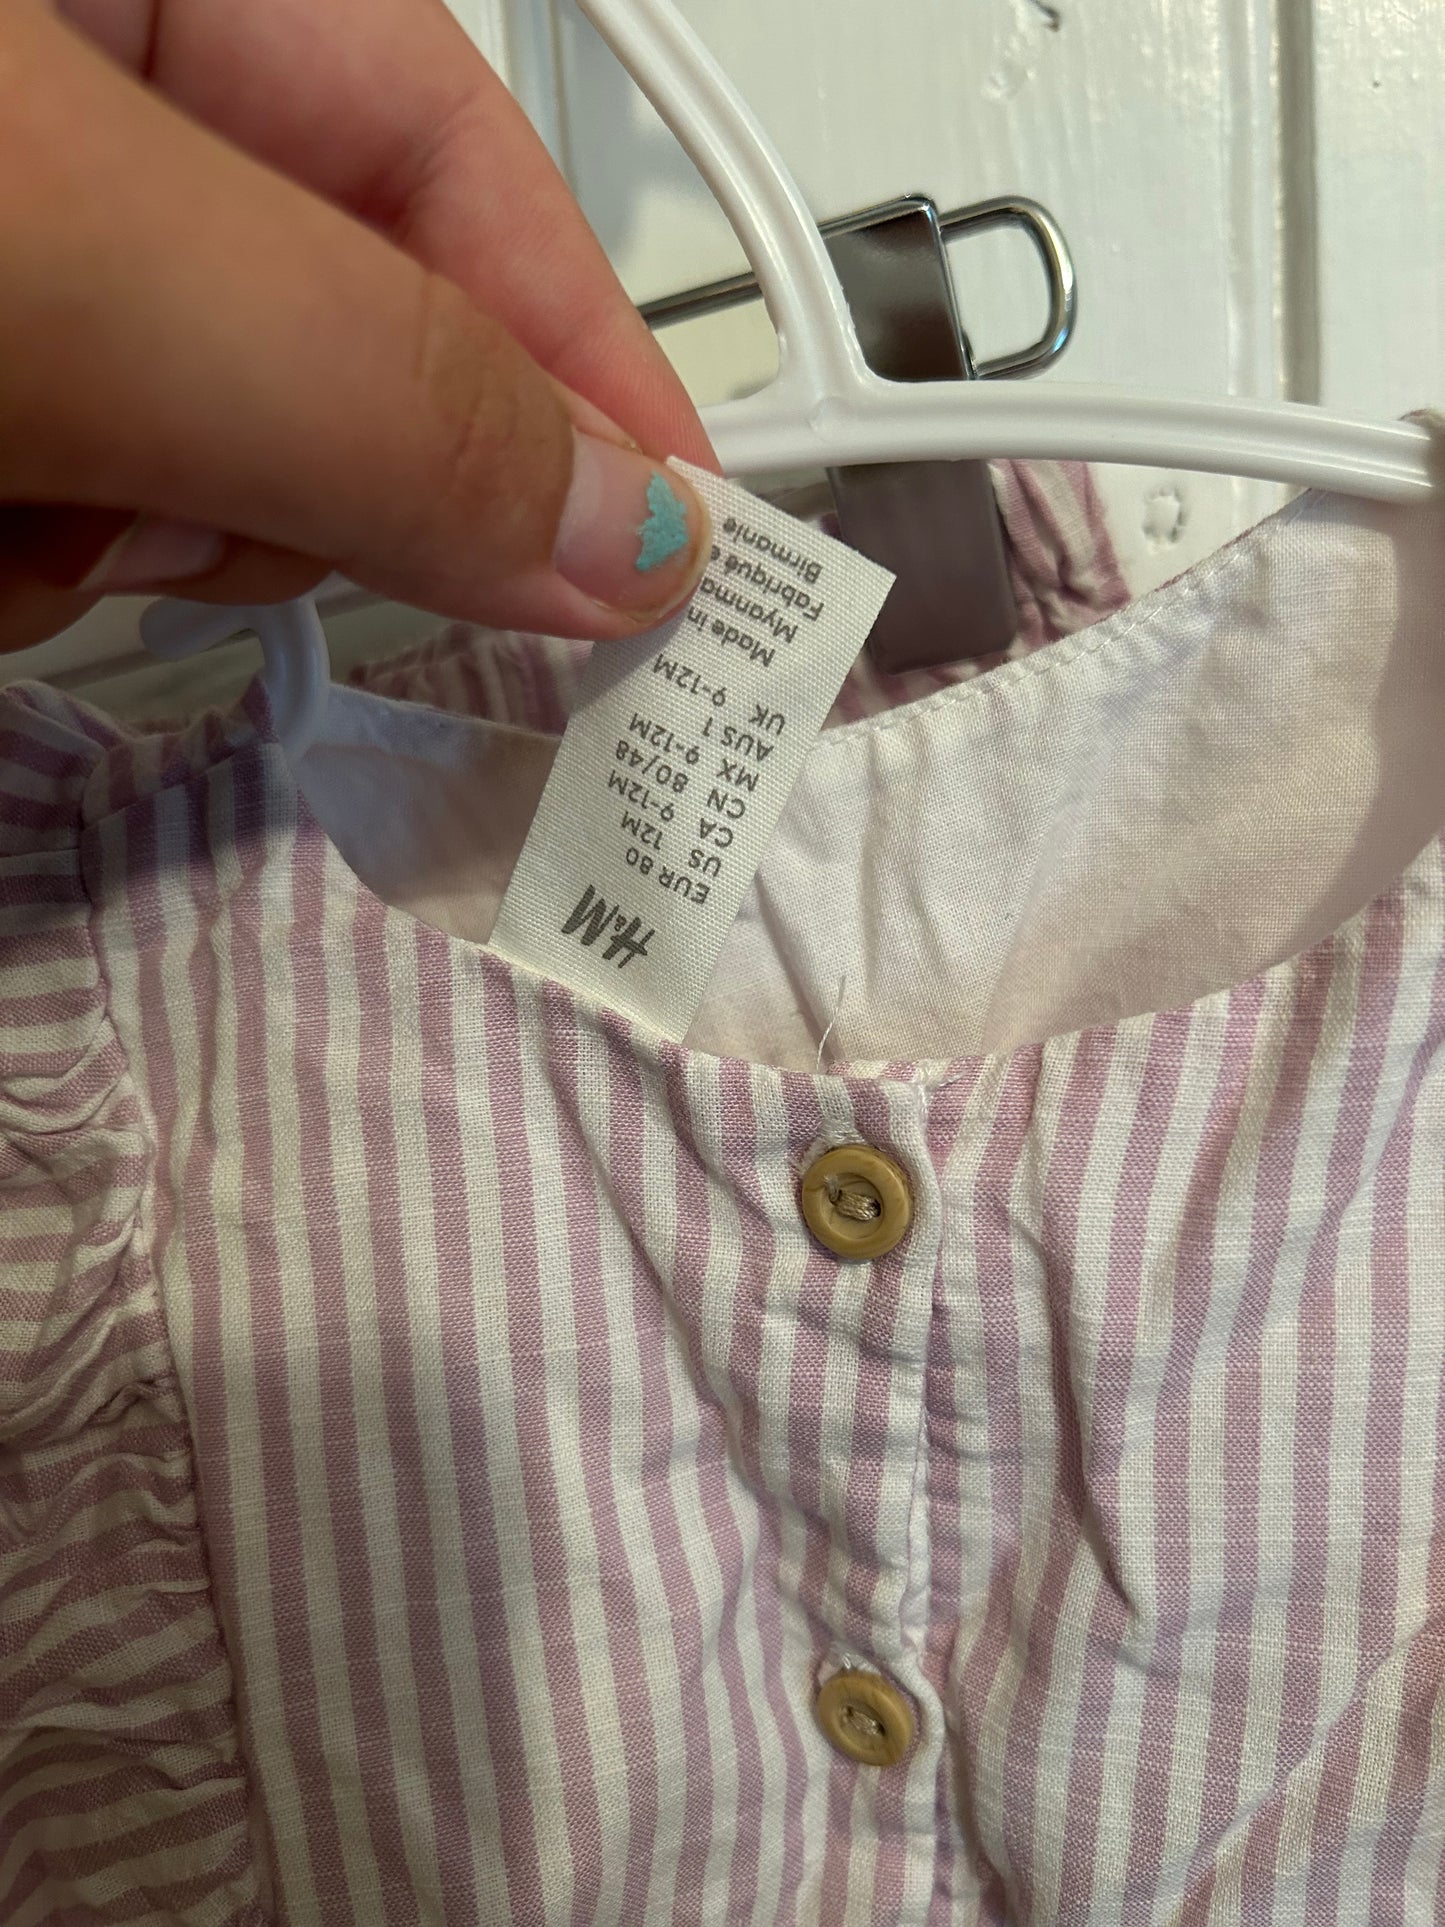 H&M
EUR 80
US 12M
CA 9-12M
CN 80/48
MX 9-12M
AUS 1
UK 9-12M
Made in
Myanma
Fabriqué e
Birmanie